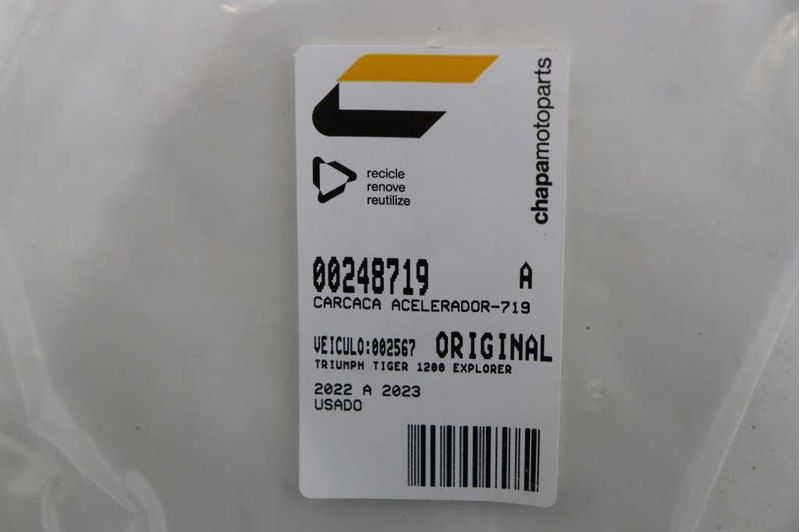 chapamotoparts
recicle
renove
reutilize
00248719 A
CARCACA ACELERADOR-719
VEICULO:002567 ORIGINAL
TRIUMPH TIGER 1200 EXPLORER
2022 A 2023
USADO